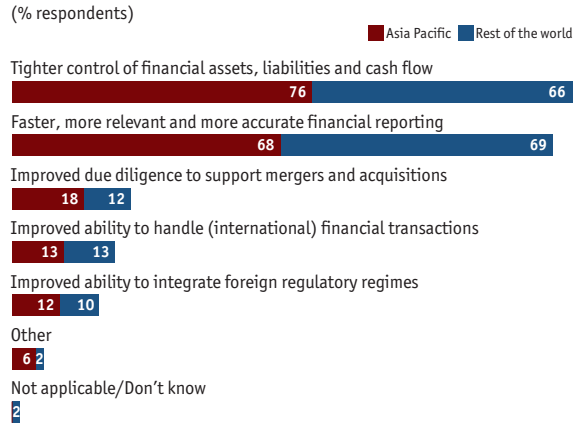 (% respondents)
Asia Pacific Rest of the world
Tighter control of financial assets, liabilities and cash flow
76 66
Faster, more relevant and more accurate financial reporting
68 69
Improved due diligence to support mergers and acquisitions
18 12
Improved ability to handle (international) financial transactions
13 13
Improved ability to integrate foreign regulatory regimes
12 10
Other
6 2
Not applicable/Don't know
2